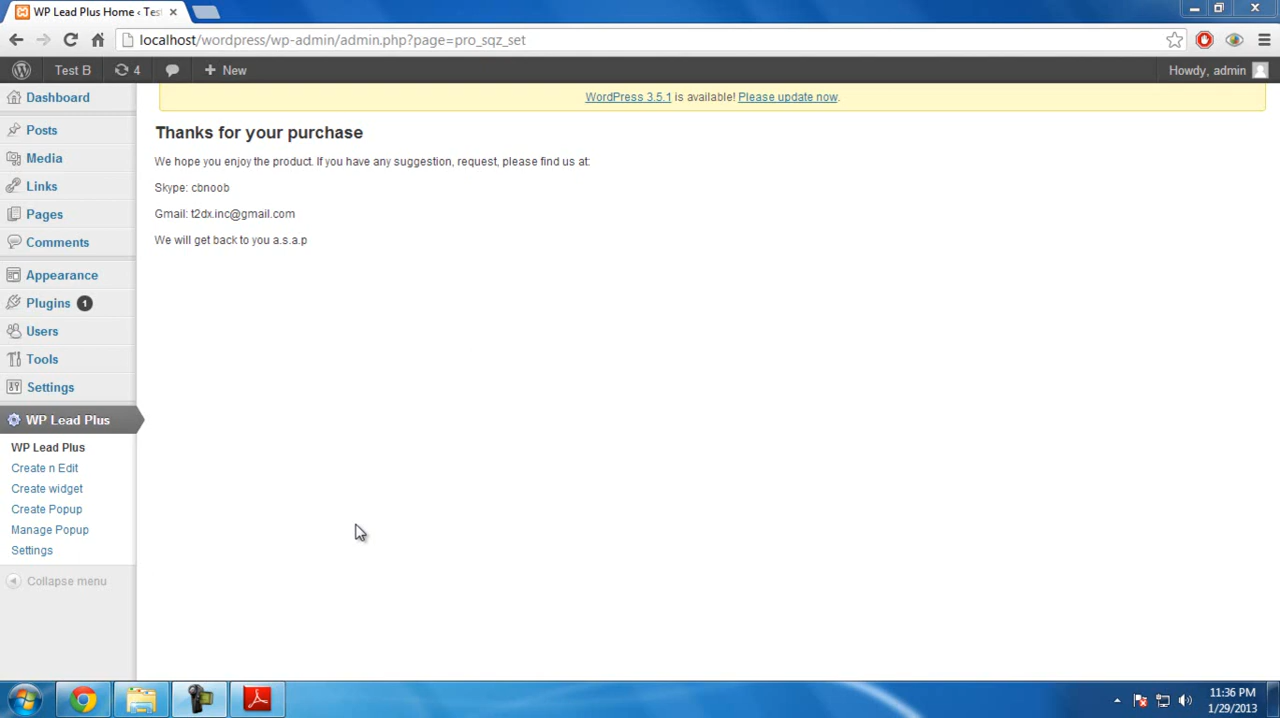 WP Lead Plus Home ‹ Tes
localhost/wordpress/wp-admin/admin.php?page=pro_sqz_set
Test B
4
New
Howdy, admin
Dashboard
Posts
Media
Links
Pages
Comments
Appearance
Plugins 1
Users
Tools
Settings
WP Lead Plus
WP Lead Plus
Create n Edit
Create widget
Create Popup
Manage Popup
Settings
Collapse menu
WordPress 3.5.1 is available! Please update now.
Thanks for your purchase
We hope you enjoy the product. If you have any suggestion, request, please find us at:
Skype: cbnoob
Gmail: t2dx.inc@gmail.com
We will get back to you a.s.a.p
11:36 PM
1/29/2013